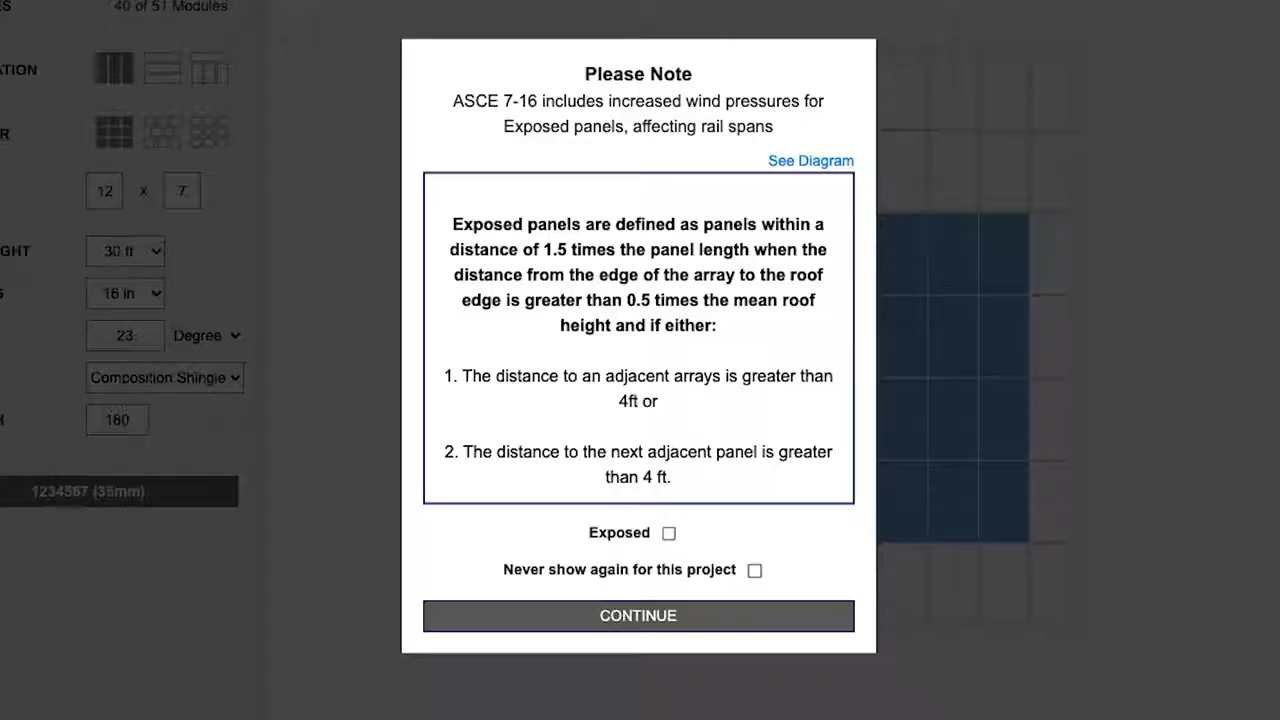 ES
40 of 51 Modules
ATION
R
12 x 7
GHT
30 ft
S
16 in
23 Degree
Composition Shingle
H
180
1234567 (35mm)
Please Note
ASCE 7-16 includes increased wind pressures for
Exposed panels, affecting rail spans
See Diagram
Exposed panels are defined as panels within a
distance of 1.5 times the panel length when the
distance from the edge of the array to the roof
edge is greater than 0.5 times the mean roof
height and if either:
1. The distance to an adjacent arrays is greater than
4ft or
2. The distance to the next adjacent panel is greater
than 4 ft.
Exposed
Never show again for this project
CONTINUE